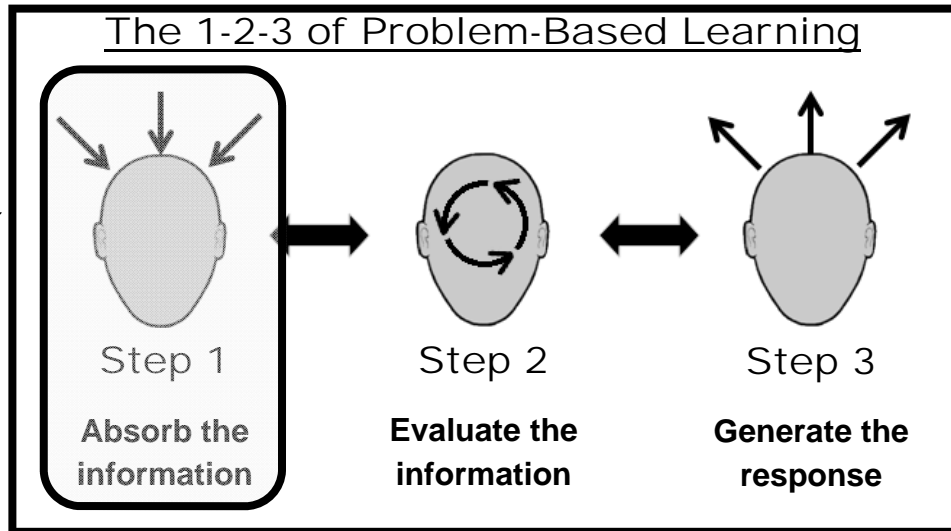 The 1-2-3 of Problem-Based Learning
Step 1
Absorb the
information
Step 2
Evaluate the
information
Step 3
Generate the
response